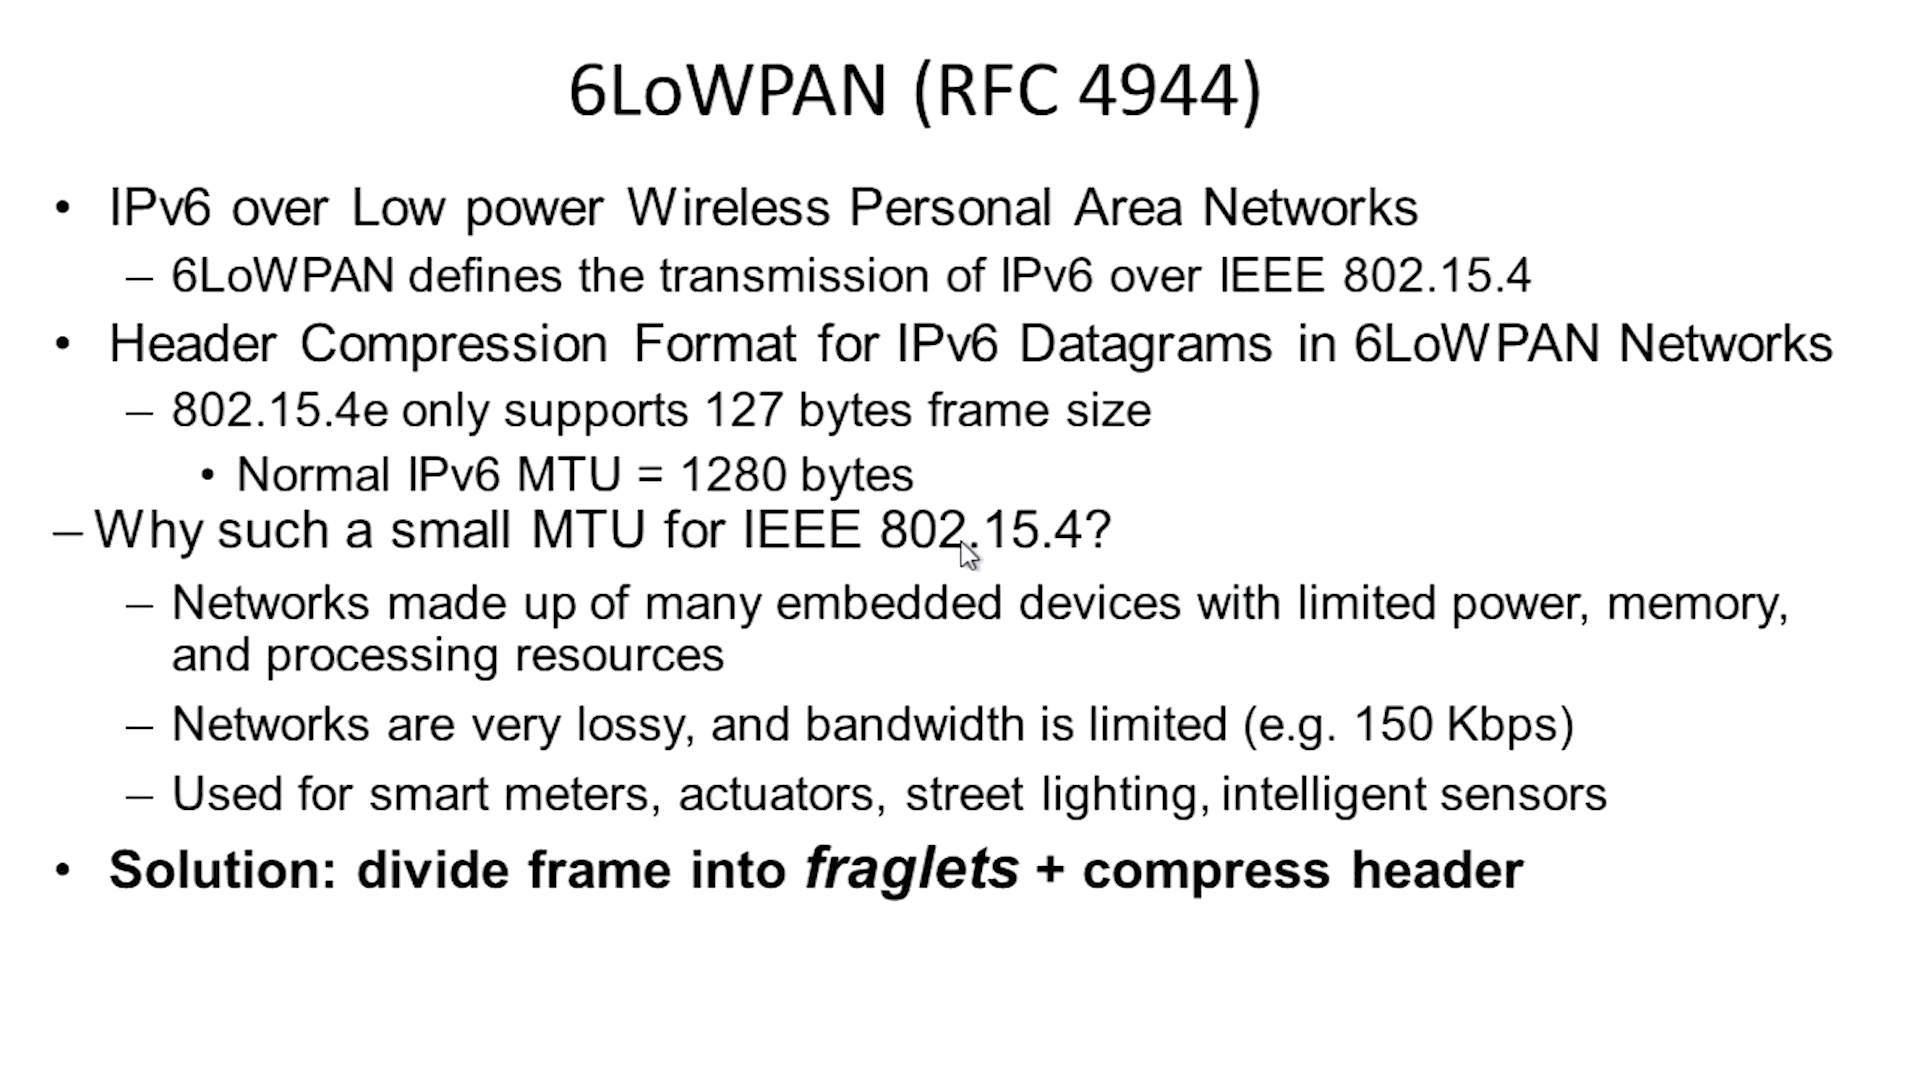 6LoWPAN (RFC 4944)
• IPv6 over Low power Wireless Personal Area Networks
– 6LoWPAN defines the transmission of IPv6 over IEEE 802.15.4
• Header Compression Format for IPv6 Datagrams in 6LoWPAN Networks
– 802.15.4e only supports 127 bytes frame size
• Normal IPv6 MTU = 1280 bytes
– Why such a small MTU for IEEE 802.15.4?
– Networks made up of many embedded devices with limited power, memory,
and processing resources
– Networks are very lossy, and bandwidth is limited (e.g. 150 Kbps)
– Used for smart meters, actuators, street lighting, intelligent sensors
• Solution: divide frame into fraglets + compress header